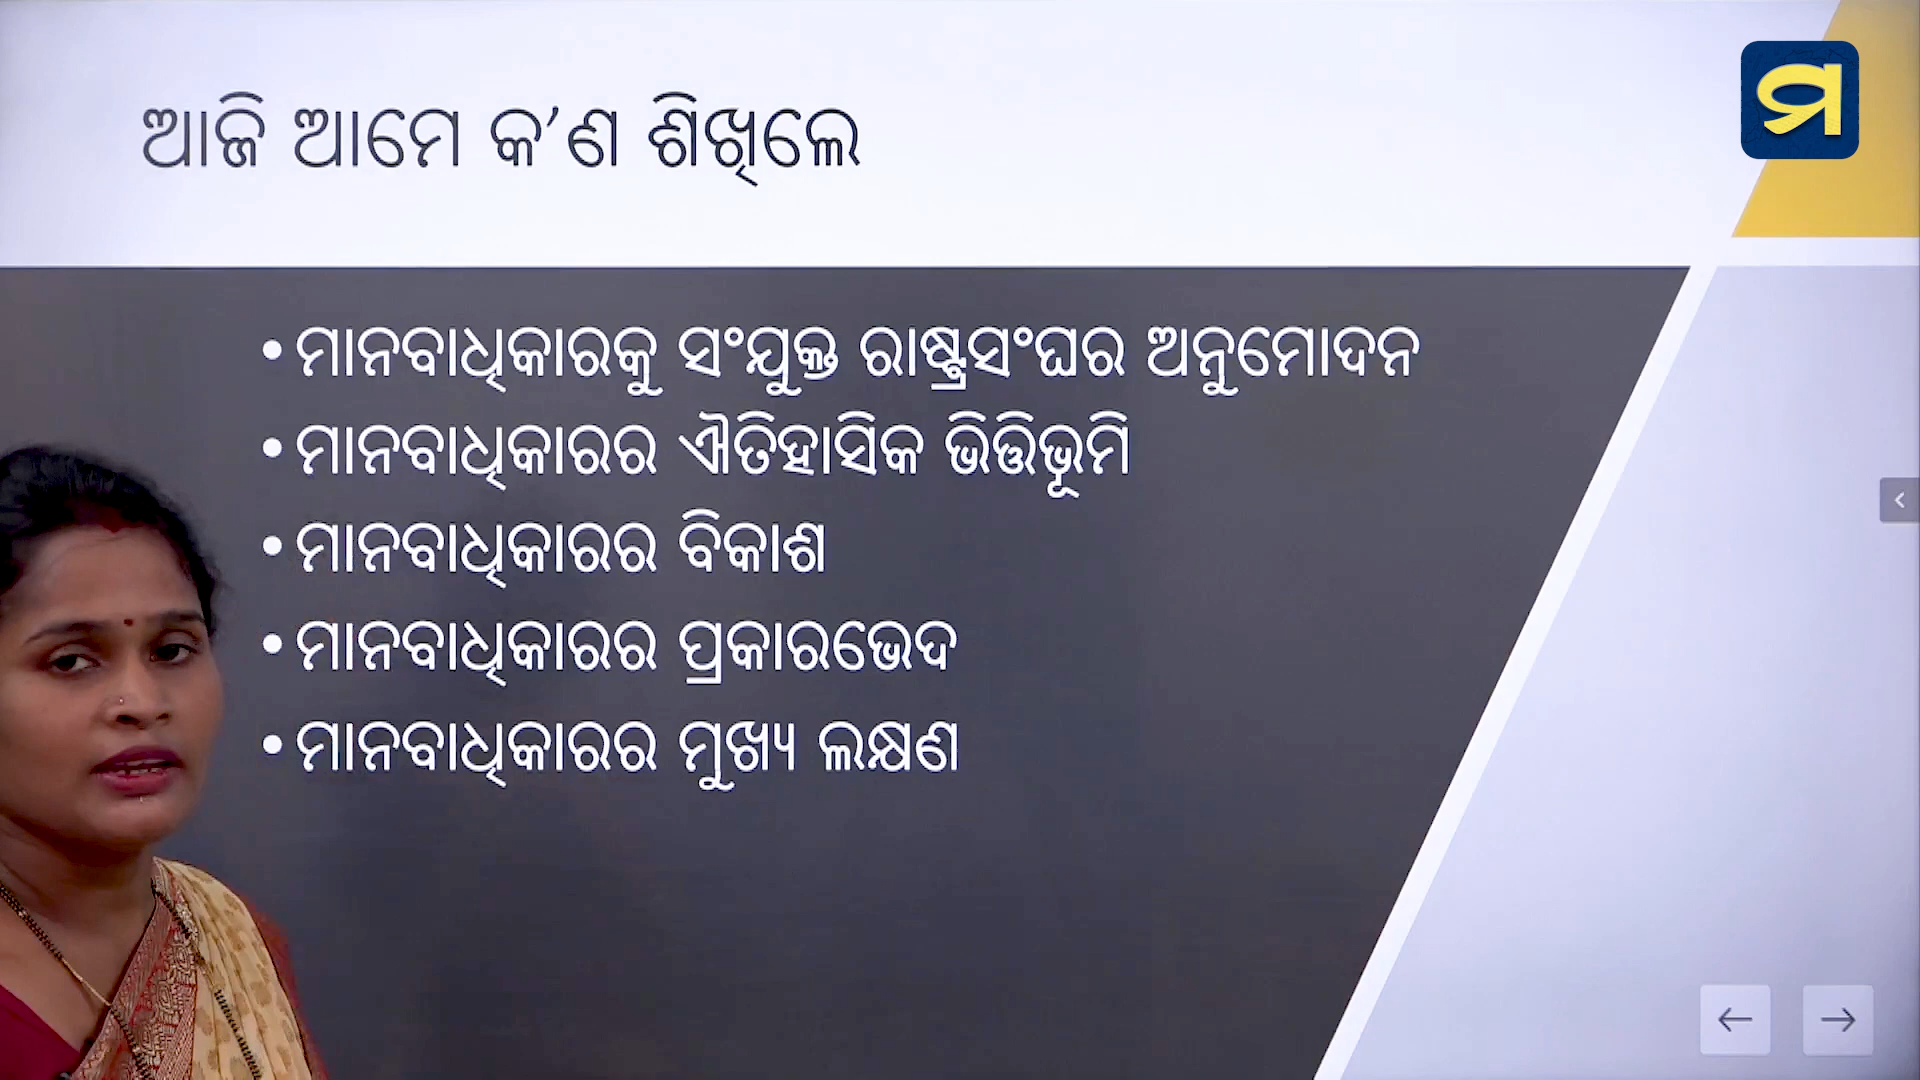 ମ
ଆଜି ଆମେ କ’ଣ ଶିଖିଲେ
• ମାନବାଧିକାରକୁ ସଂଯୁକ୍ତ ରାଷ୍ଟ୍ରସଂଘର ଅନୁମୋଦନ
• ମାନବାଧିକାରର ଐତିହାସିକ ଭିତ୍ତିଭୂମି
• ମାନବାଧିକାରର ବିକାଶ
• ମାନବାଧିକାରର ପ୍ରକାରଭେଦ
• ମାନବାଧିକାରର ମୁଖ୍ୟ ଲକ୍ଷଣ